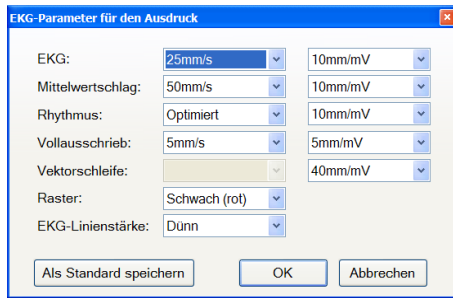 EKG-Parameter für den Ausdruck
EKG: 25mm/s 10mm/mV
Mittelwertschlag: 50mm/s 10mm/mV
Rhythmus: Optimiert 10mm/mV
Vollausschrieb: 5mm/s 5mm/mV
Vektorschleife: 40mm/mV
Raster: Schwach (rot)
EKG-Linienstärke: Dünn
Als Standard speichern OK Abbrechen